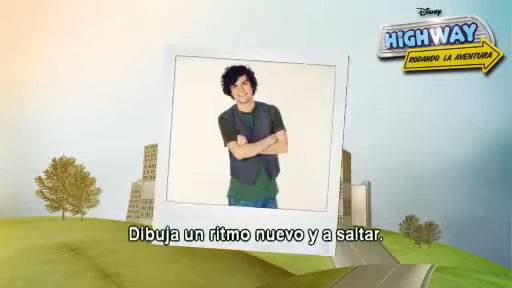 Disney
HiGHWAY
RODANDO LA AVENTURA
Dibuja un ritmo nuevo y a saltar.